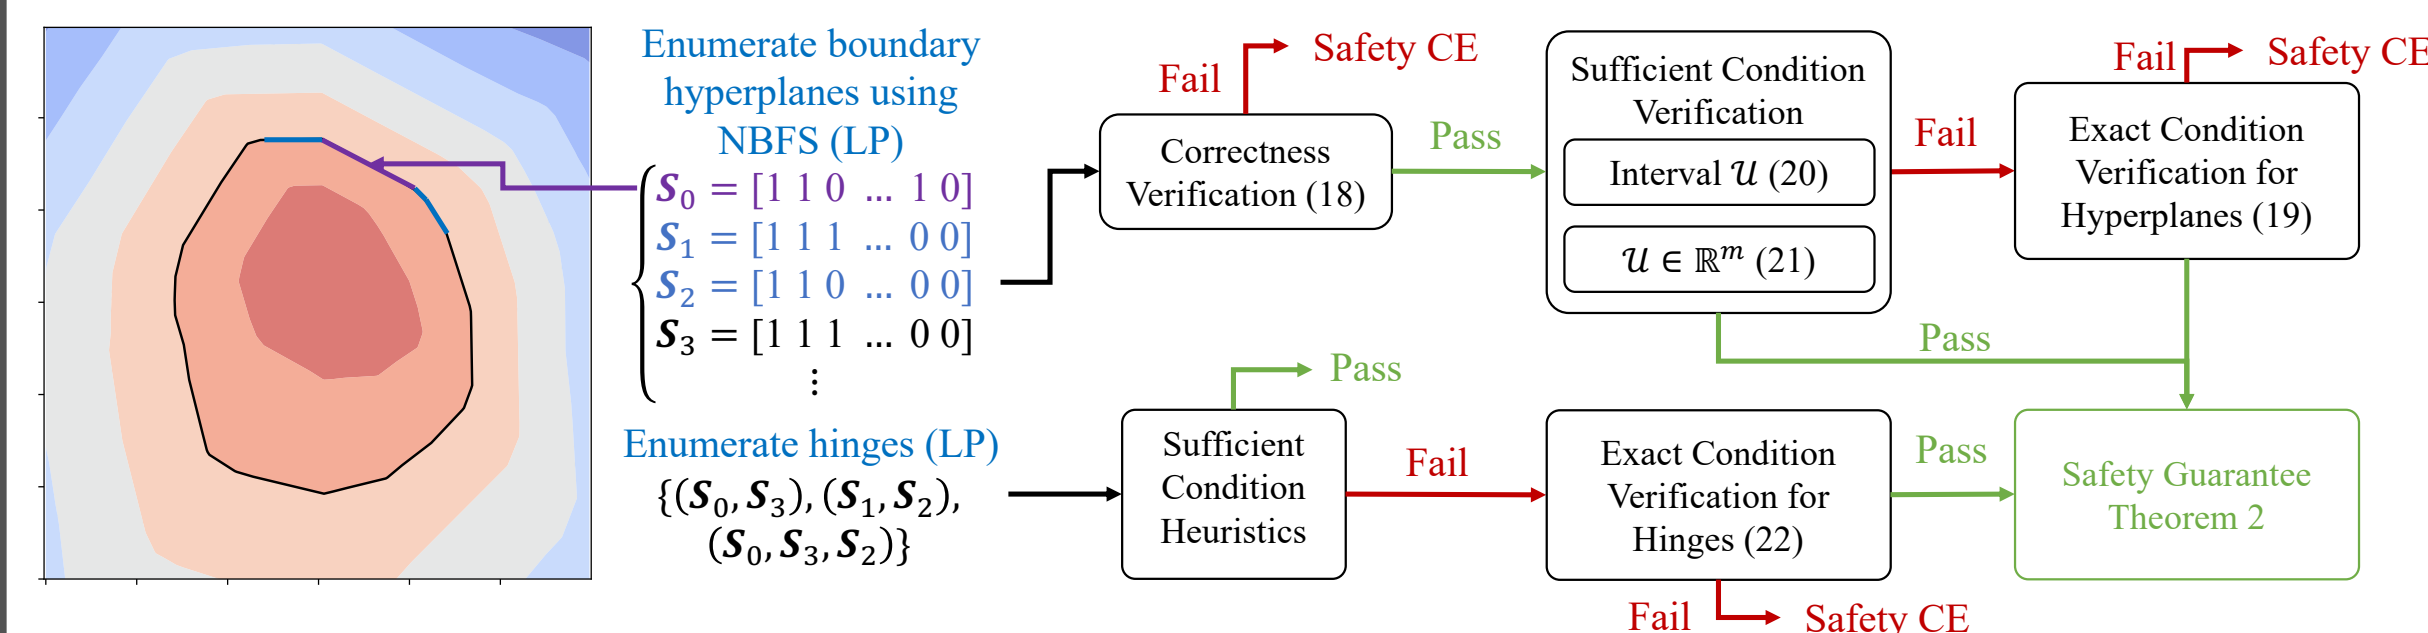 Enumerate boundary
hyperplanes using
NBFS (LP)
S₀ = [1 1 0 ... 1 0]
S₁ = [1 1 1 ... 0 0]
S₂ = [1 1 0 ... 0 0]
S₃ = [1 1 1 ... 0 0]
⋮
Enumerate hinges (LP)
{(S₀, S₃), (S₁, S₂),
(S₀, S₃, S₂)}
Fail
Safety CE
Correctness
Verification (18)
Pass
Sufficient Condition
Verification
Interval 𝒰 (20)
𝒰 ∈ ℝᵐ (21)
Fail
Fail
Safety CE
Exact Condition
Verification for
Hyperplanes (19)
Pass
Pass
Sufficient
Condition
Heuristics
Fail
Exact Condition
Verification for
Hinges (22)
Fail
Safety CE
Pass
Safety Guarantee
Theorem 2